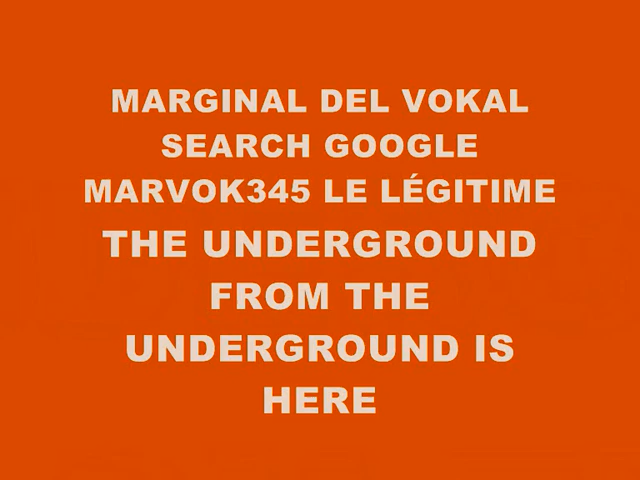 MARGINAL DEL VOKAL
SEARCH GOOGLE
MARVOK345 LE LÉGITIME
THE UNDERGROUND
FROM THE
UNDERGROUND IS
HERE